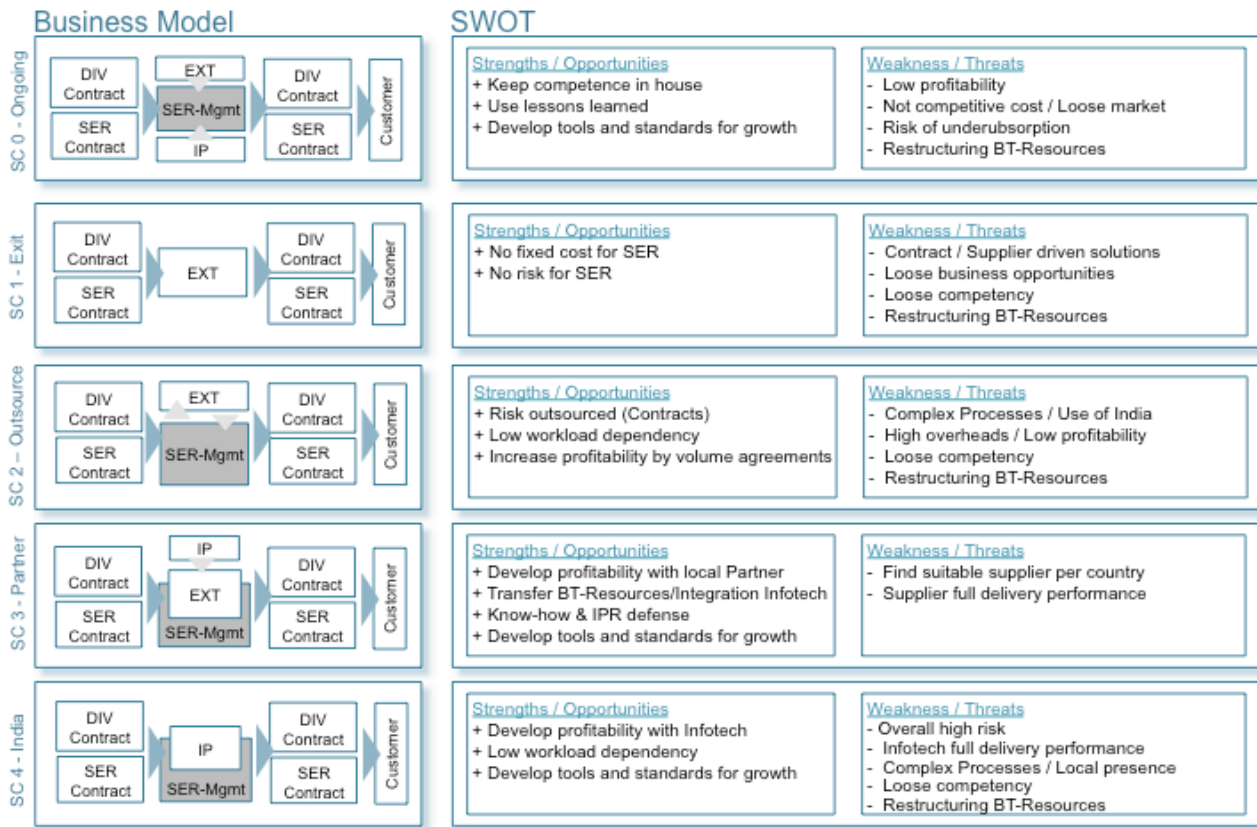 Business Model
SWOT
SC 0 - Ongoing
DIV
Contract
SER
Contract
EXT
SER-Mgmt
IP
DIV
Contract
SER
Contract
Customer
Strengths / Opportunities
+ Keep competence in house
+ Use lessons learned
+ Develop tools and standards for growth
Weakness / Threats
- Low profitability
- Not competitive cost / Loose market
- Risk of underubsorption
- Restructuring BT-Resources
SC 1 - Exit
DIV
Contract
SER
Contract
EXT
DIV
Contract
SER
Contract
Customer
Strengths / Opportunities
+ No fixed cost for SER
+ No risk for SER
Weakness / Threats
- Contract / Supplier driven solutions
- Loose business opportunities
- Loose competency
- Restructuring BT-Resources
SC 2 – Outsource
DIV
Contract
SER
Contract
EXT
SER-Mgmt
DIV
Contract
SER
Contract
Customer
Strengths / Opportunities
+ Risk outsourced (Contracts)
+ Low workload dependency
+ Increase profitability by volume agreements
Weakness / Threats
- Complex Processes / Use of India
- High overheads / Low profitability
- Loose competency
- Restructuring BT-Resources
SC 3 - Partner
DIV
Contract
SER
Contract
IP
EXT
SER-Mgmt
DIV
Contract
SER
Contract
Customer
Strengths / Opportunities
+ Develop profitability with local Partner
+ Transfer BT-Resources/Integration Infotech
+ Know-how & IPR defense
+ Develop tools and standards for growth
Weakness / Threats
- Find suitable supplier per country
- Supplier full delivery performance
SC 4 - India
DIV
Contract
SER
Contract
IP
SER-Mgmt
DIV
Contract
SER
Contract
Customer
Strengths / Opportunities
+ Develop profitability with Infotech
+ Low workload dependency
+ Develop tools and standards for growth
Weakness / Threats
- Overall high risk
- Infotech full delivery performance
- Complex Processes / Local presence
- Loose competency
- Restructuring BT-Resources